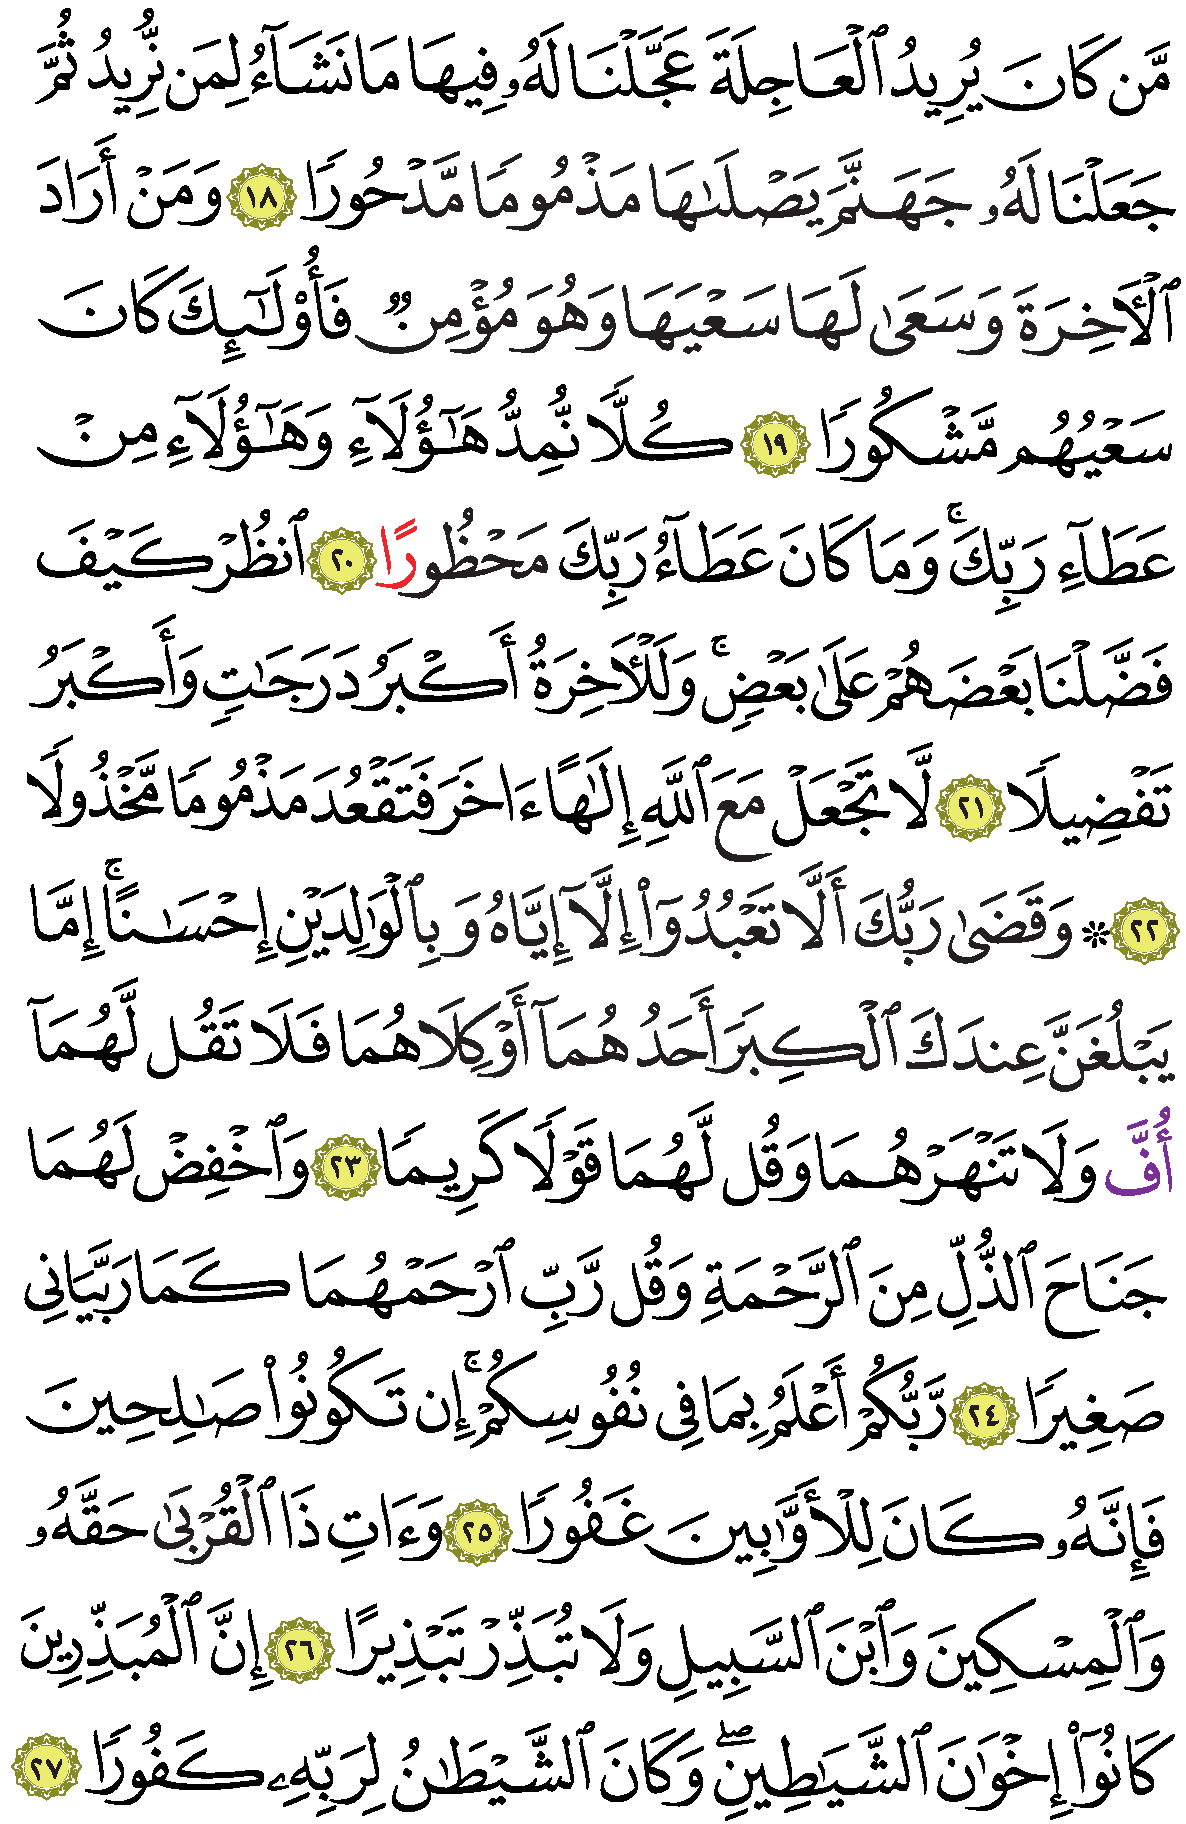 مَّن كَانَ يُرِيدُ ٱلْعَاجِلَةَ عَجَّلْنَا لَهُۥ فِيهَا مَا نَشَآءُ لِمَن نُّرِيدُ ثُمَّ
جَعَلْنَا لَهُۥ جَهَنَّمَ يَصْلَىٰهَا مَذْمُومًا مَّدْحُورًا ١٨ وَمَنْ أَرَادَ
ٱلْأَخِرَةَ وَسَعَىٰ لَهَا سَعْيَهَا وَهُوَ مُؤْمِنٌ فَأُوْلَـٰٓئِكَ كَانَ
سَعْيُهُم مَّشْكُورًا ١٩ كُلًّا نُّمِدُّ هَـٰٓؤُلَآءِ وَهَـٰٓؤُلَآءِ مِنْ
عَطَآءِ رَبِّكَ ۚ وَمَا كَانَ عَطَآءُ رَبِّكَ مَحْظُورًا ٢٠ ٱنظُرْ كَيْفَ
فَضَّلْنَا بَعْضَهُمْ عَلَىٰ بَعْضٍ ۚ وَلَلْأَخِرَةُ أَكْبَرُ دَرَجَـٰتٍ وَأَكْبَرُ
تَفْضِيلًا ٢١ لَّا تَجْعَلْ مَعَ ٱللَّهِ إِلَـٰهًا ءَاخَرَ فَتَقْعُدَ مَذْمُومًا مَّخْذُولًا
٢٢ ۞ وَقَضَىٰ رَبُّكَ أَلَّا تَعْبُدُوٓا۟ إِلَّآ إِيَّاهُ وَبِٱلْوَٰلِدَيْنِ إِحْسَـٰنًا ۚ إِمَّا
يَبْلُغَنَّ عِندَكَ ٱلْكِبَرَ أَحَدُهُمَآ أَوْ كِلَاهُمَا فَلَا تَقُل لَّهُمَآ
أُفَّ وَلَا تَنْهَرْهُمَا وَقُل لَّهُمَا قَوْلًا كَرِيمًا ٢٣ وَٱخْفِضْ لَهُمَا
جَنَاحَ ٱلذُّلِّ مِنَ ٱلرَّحْمَةِ وَقُل رَّبِّ ٱرْحَمْهُمَا كَمَا رَبَّيَانِى
صَغِيرًا ٢٤ رَّبُّكُمْ أَعْلَمُ بِمَا فِى نُفُوسِكُمْ ۚ إِن تَكُونُوا۟ صَـٰلِحِينَ
فَإِنَّهُۥ كَانَ لِلْأَوَّٰبِينَ غَفُورًا ٢٥ وَءَاتِ ذَا ٱلْقُرْبَىٰ حَقَّهُۥ
وَٱلْمِسْكِينَ وَٱبْنَ ٱلسَّبِيلِ وَلَا تُبَذِّرْ تَبْذِيرًا ٢٦ إِنَّ ٱلْمُبَذِّرِينَ
كَانُوٓا۟ إِخْوَٰنَ ٱلشَّيَـٰطِينِ ۖ وَكَانَ ٱلشَّيْطَـٰنُ لِرَبِّهِۦ كَفُورًا ٢٧